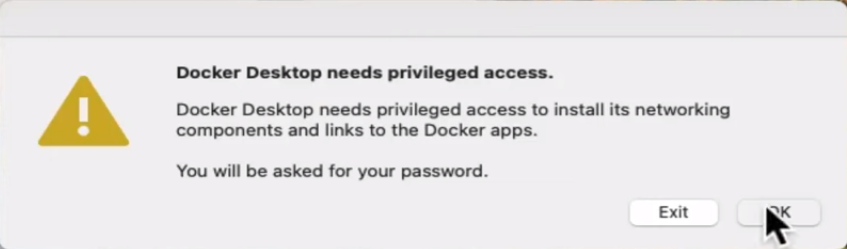 Docker Desktop needs privileged access.
Docker Desktop needs privileged access to install its networking
components and links to the Docker apps.
You will be asked for your password.
Exit
OK